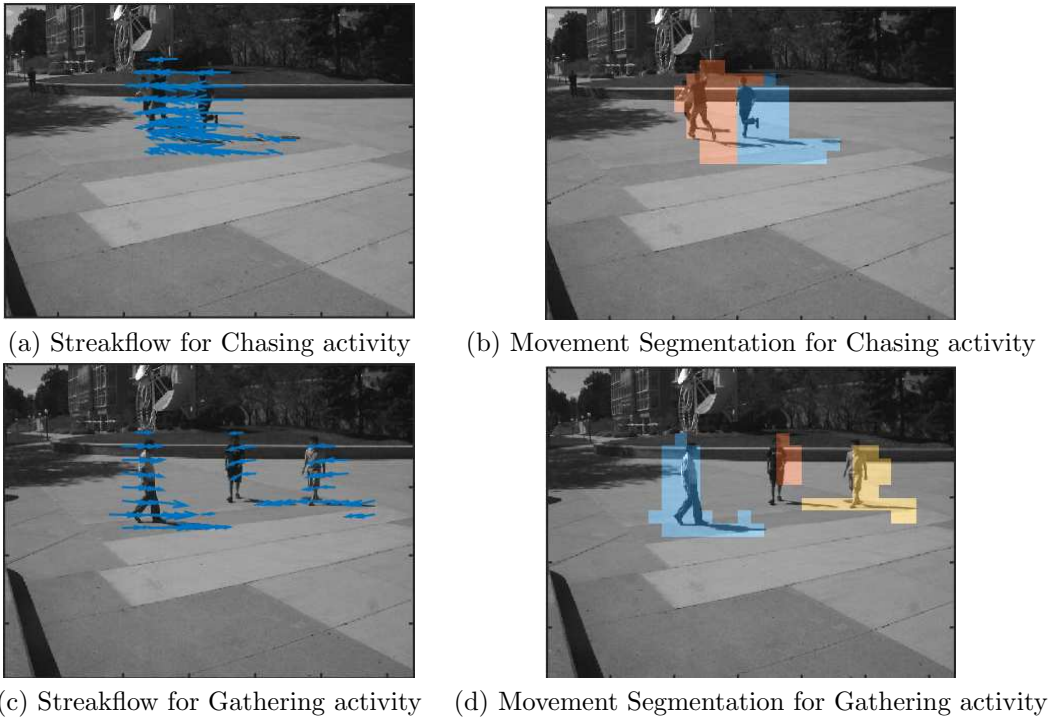 (a) Streakflow for Chasing activity
(b) Movement Segmentation for Chasing activity
(c) Streakflow for Gathering activity
(d) Movement Segmentation for Gathering activity